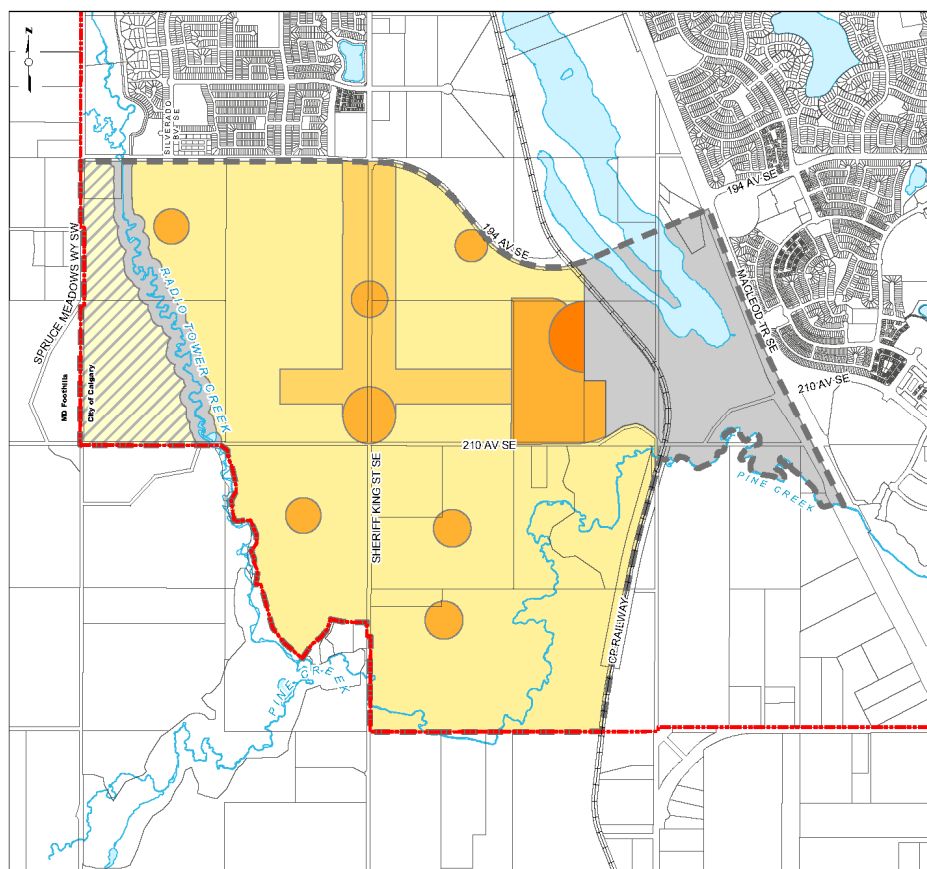 N
SILVERADO
BV SE
194 AV SE
194 AV SE
SPRUCE MEADOWS WY SW
RADIO TOWER CREEK
MACLEOD TR SE
MD Foothills
City of Calgary
210 AV SE
210 AV SE
SHERIFF KING ST SE
PINE CREEK
CP RAILWAY
PINE CREEK